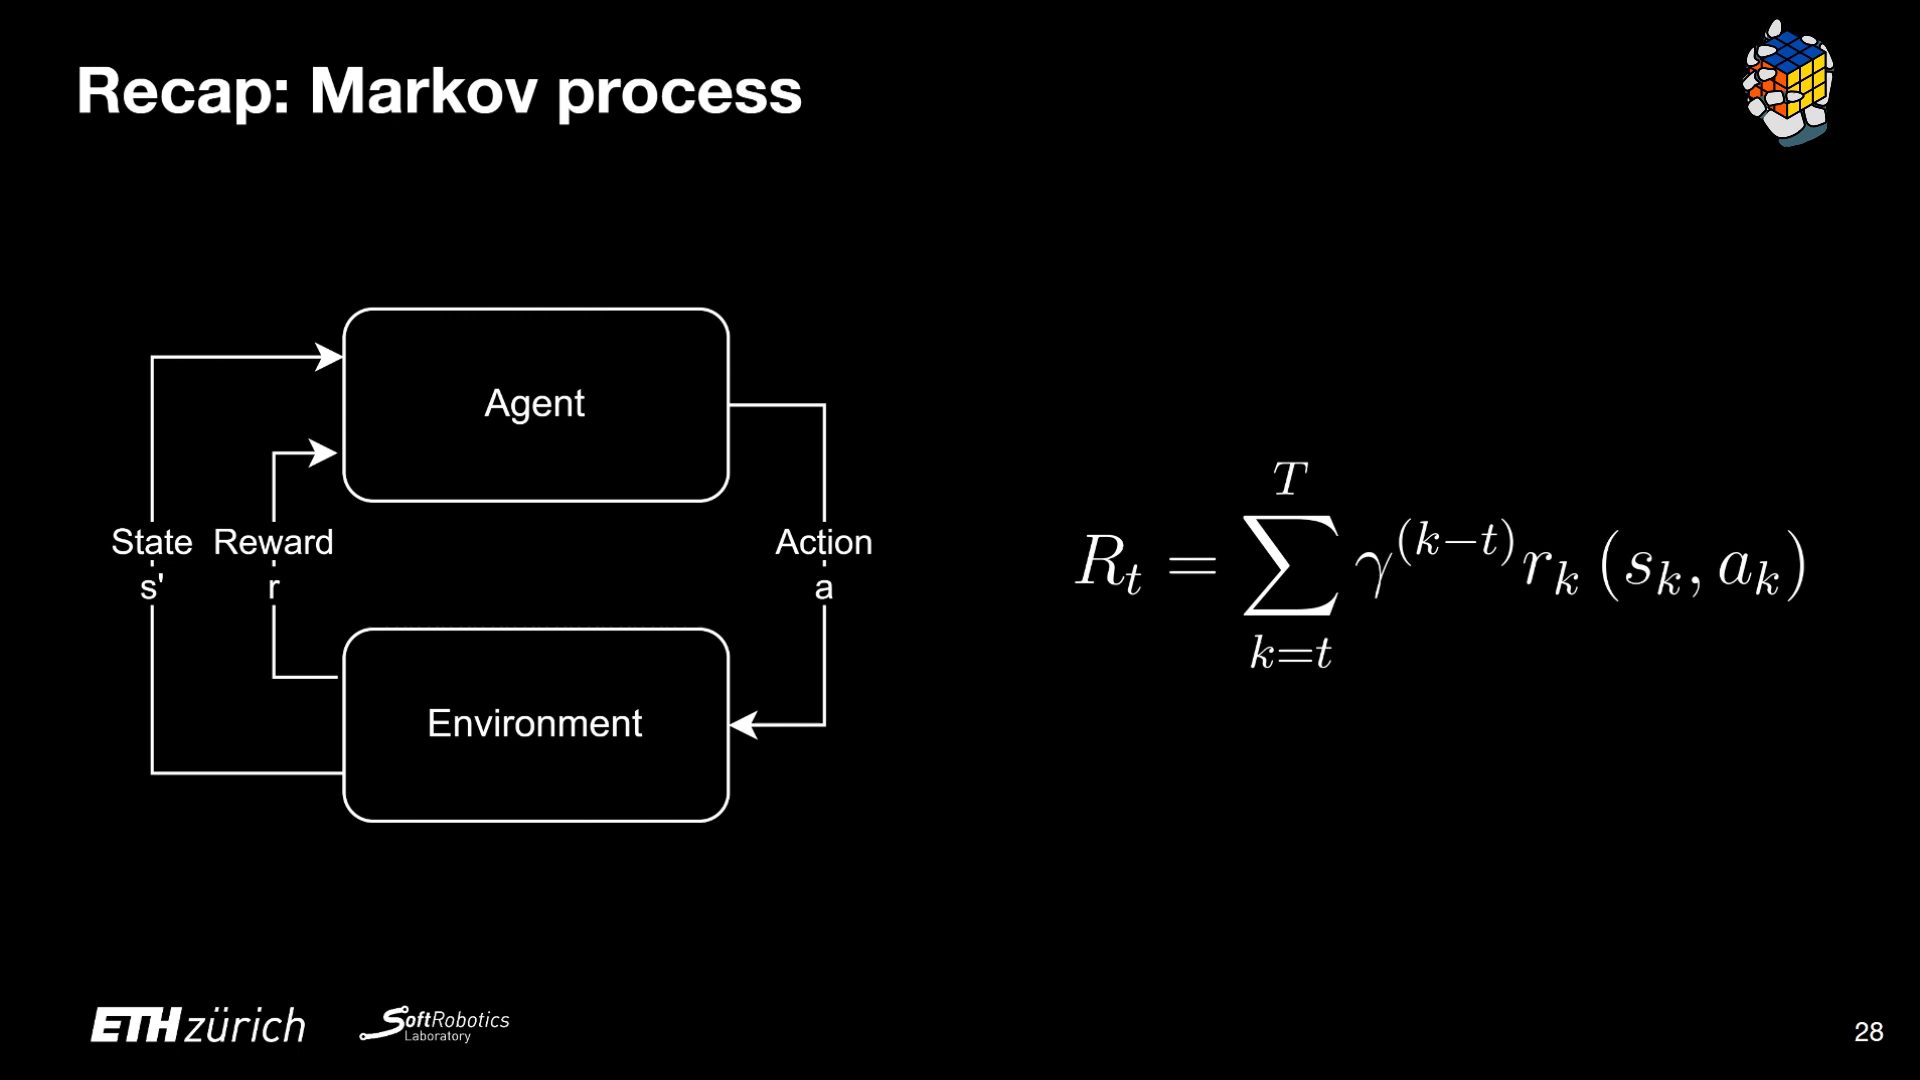 Recap: Markov process
Agent
State Reward Action
s' r a
Environment
R_t = \sum_{k=t}^{T} \gamma^{(k-t)} r_k (s_k, a_k)
ETH zürich
SoftRobotics
Laboratory
28